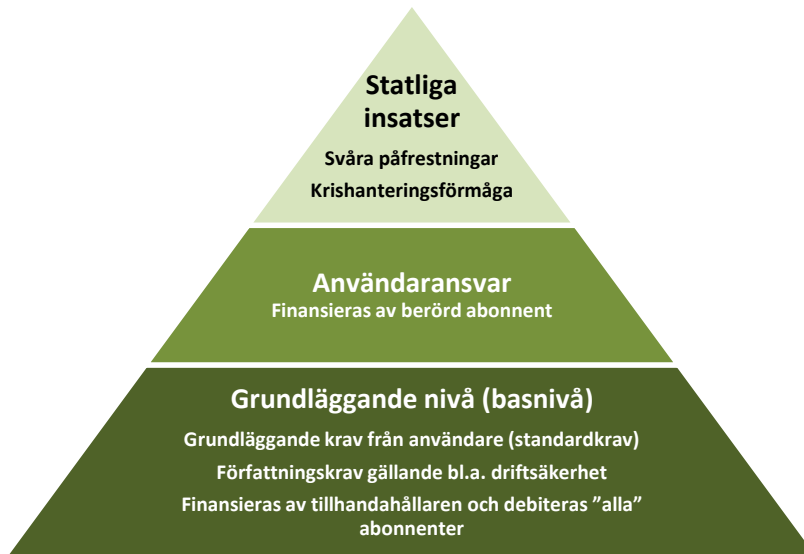 Statliga
insatser
Svåra påfrestningar
Krishanteringsförmåga
Användaransvar
Finansieras av berörd abonnent
Grundläggande nivå (basnivå)
Grundläggande krav från användare (standardkrav)
Författningskrav gällande bl.a. driftsäkerhet
Finansieras av tillhandahållaren och debiteras ”alla”
abonnenter